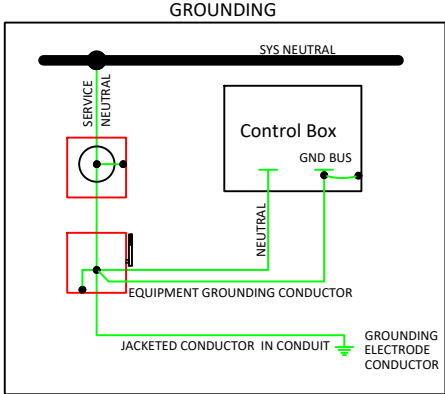 GROUNDING
SYS NEUTRAL
SERVICE
NEUTRAL
Control Box
GND BUS
NEUTRAL
EQUIPMENT GROUNDING CONDUCTOR
JACKETED CONDUCTOR IN CONDUIT
GROUNDING
ELECTRODE
CONDUCTOR